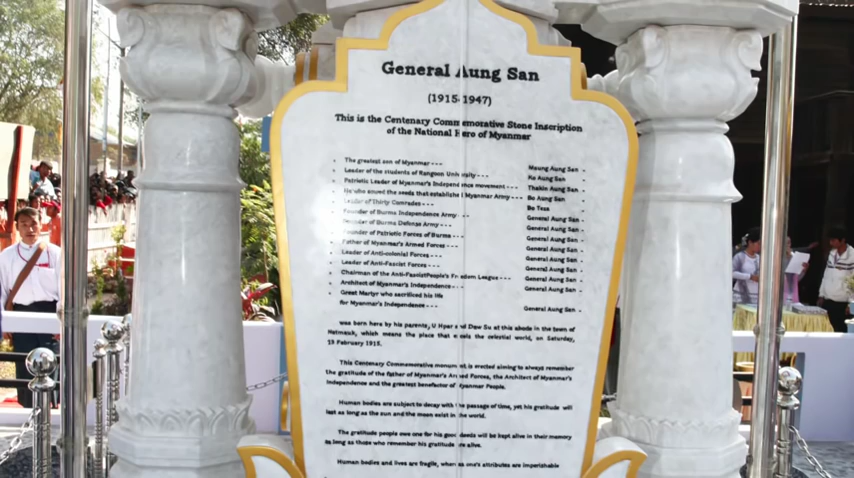 General Aung San
(1915-1947)
This is the Centenary Commemorative Stone Inscription
of the National Hero of Myanmar
The greatest son of Myanmar --- Maung Aung San -
Leader of the students of Rangoon University --- Ko Aung San -
Patriotic Leader of Myanmar's Independence movement --- Thakin Aung San -
He who sowed the seeds that established Myanmar Army --- Bo Aung San -
Leader of Thirty Comrades --- Bo Teza -
Founder of Burma Independence Army --- General Aung San -
Founder of Burma Defense Army --- General Aung San -
Founder of Patriotic Forces of Burma --- General Aung San -
Father of Myanmar's Armed Forces --- General Aung San -
Leader of Anti-colonial Forces --- General Aung San -
Leader of Anti-Fascist Forces --- General Aung San -
Chairman of the Anti-FascistPeople's Freedom League --- General Aung San -
Architect of Myanmar's Independence --- General Aung San -
Great Martyr who sacrificed his life
for Myanmar's Independence --- General Aung San -
was born here by his parents, U Hpar and Daw Su at this abode in the town of
Natmauk, which means the place that excels the celestial world, on Saturday,
13 February 1915.
This Centenary Commemorative monument is erected aiming to always remember
the gratitude of the father of Myanmar's Armed Forces, the Architect of Myanmar's
Independence and the greatest benefactor of Myanmar People.
Human bodies are subject to decay with the passage of time, yet his gratitude will
last as long as the sun and the moon exist in the world.
The gratitude people owe one for his good deeds will be kept alive in their memory
as long as those who remember his gratitude are alive.
Human bodies and lives are fragile, whereas one's attributes are imperishable